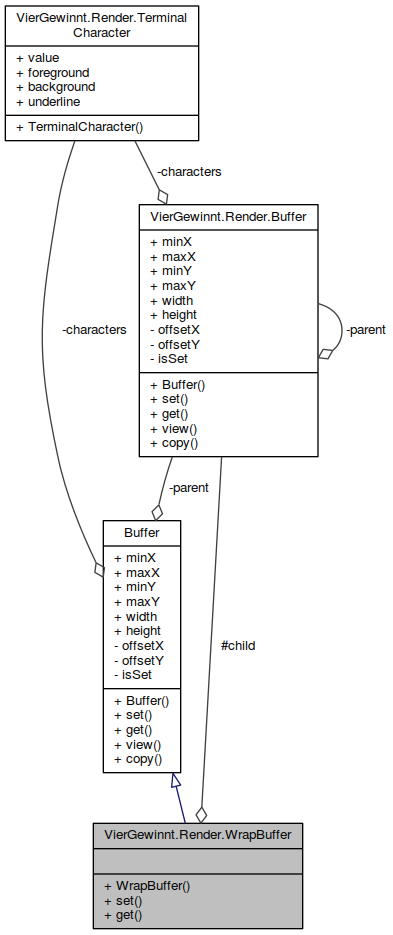 VierGewinnt.Render.Terminal
Character
+ value
+ foreground
+ background
+ underline
+ TerminalCharacter()
-characters
VierGewinnt.Render.Buffer
+ minX
+ maxX
+ minY
+ maxY
+ width
+ height
- offsetX
- offsetY
- isSet
+ Buffer()
+ set()
+ get()
+ view()
+ copy()
-parent
-characters
-parent
Buffer
+ minX
+ maxX
+ minY
+ maxY
+ width
+ height
- offsetX
- offsetY
- isSet
+ Buffer()
+ set()
+ get()
+ view()
+ copy()
#child
VierGewinnt.Render.WrapBuffer
+ WrapBuffer()
+ set()
+ get()